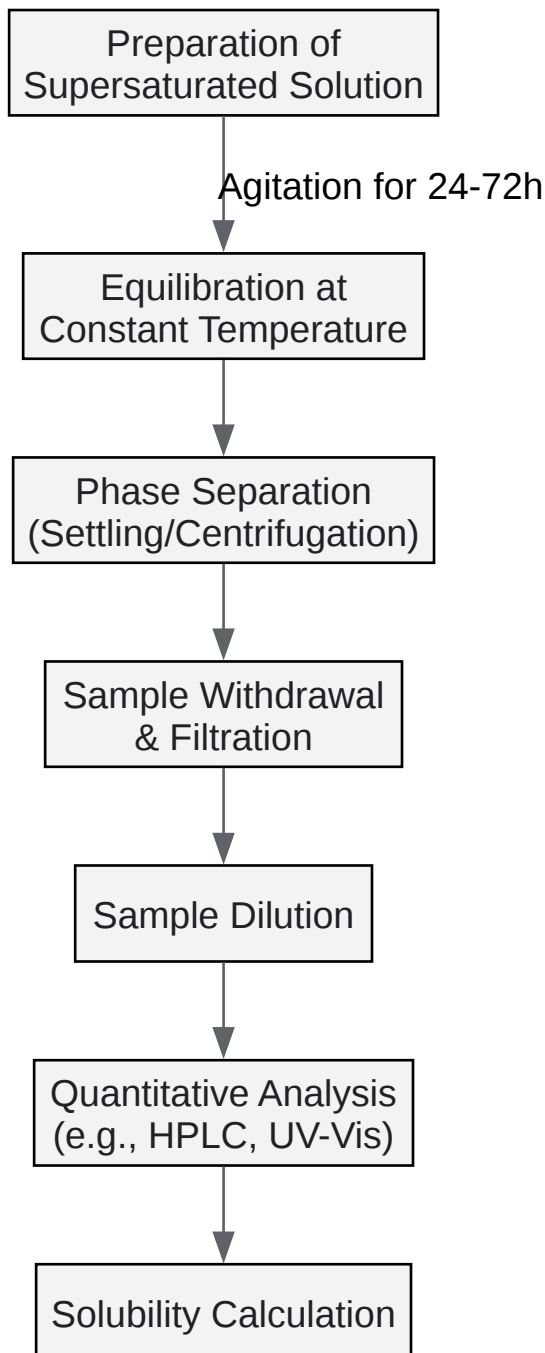 Preparation of
Supersaturated Solution
Agitation for 24-72h
Equilibration at
Constant Temperature
Phase Separation
(Settling/Centrifugation)
Sample Withdrawal
& Filtration
Sample Dilution
Quantitative Analysis
(e.g., HPLC, UV-Vis)
Solubility Calculation